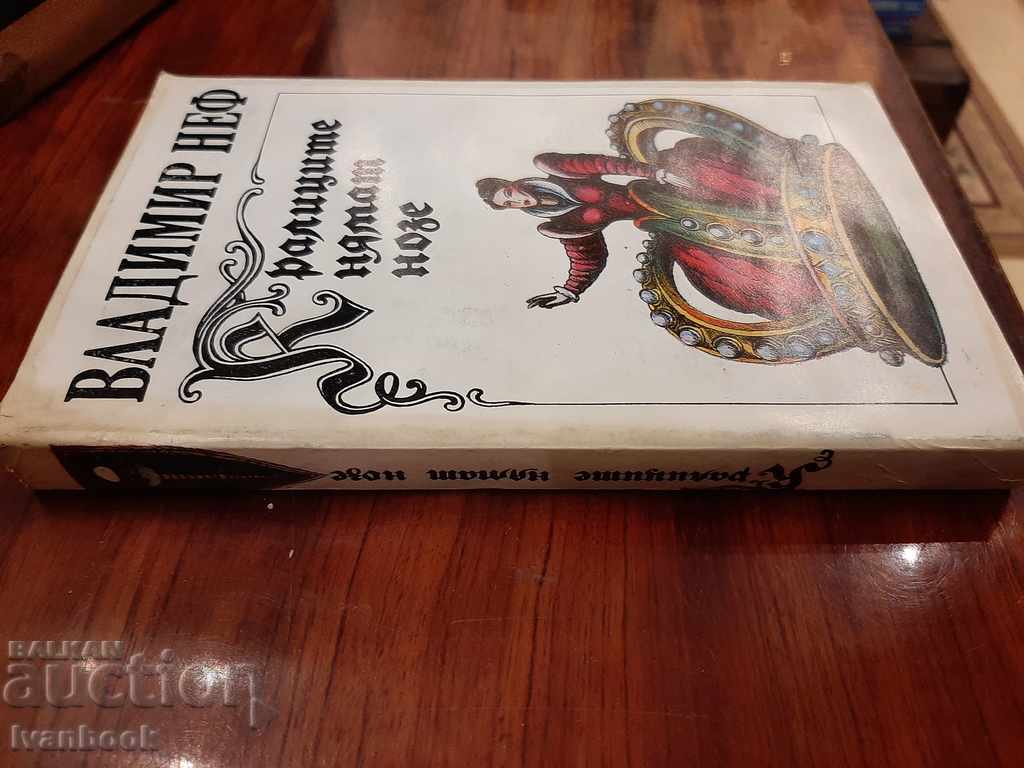 ВЛАДИМИР НЕФ
Кралиците
нямат
нозе
Кралиците нямат нозе
BALKAN
auction
Ivanbook